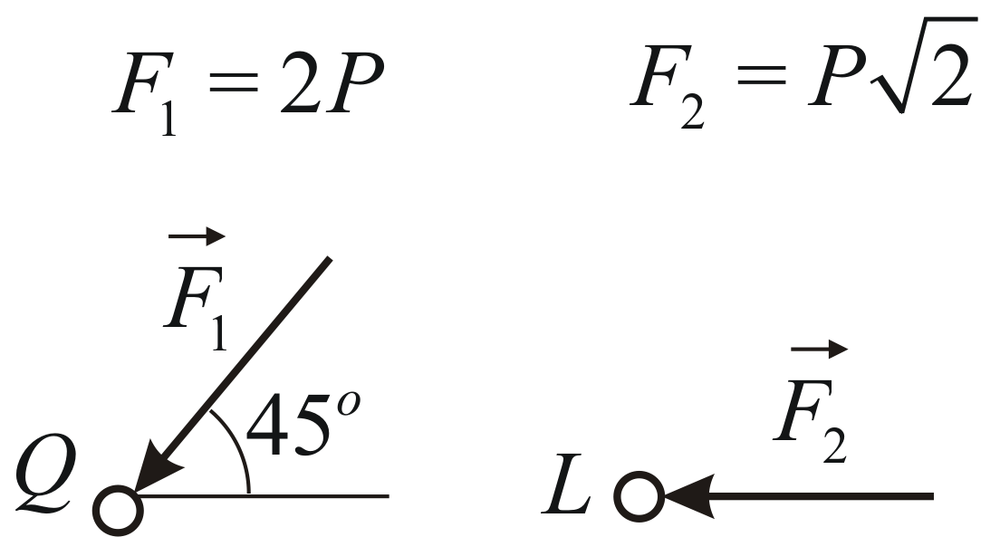 F₁ = 2P
F₂ = P√2
F₁
45°
Q
F₂
L